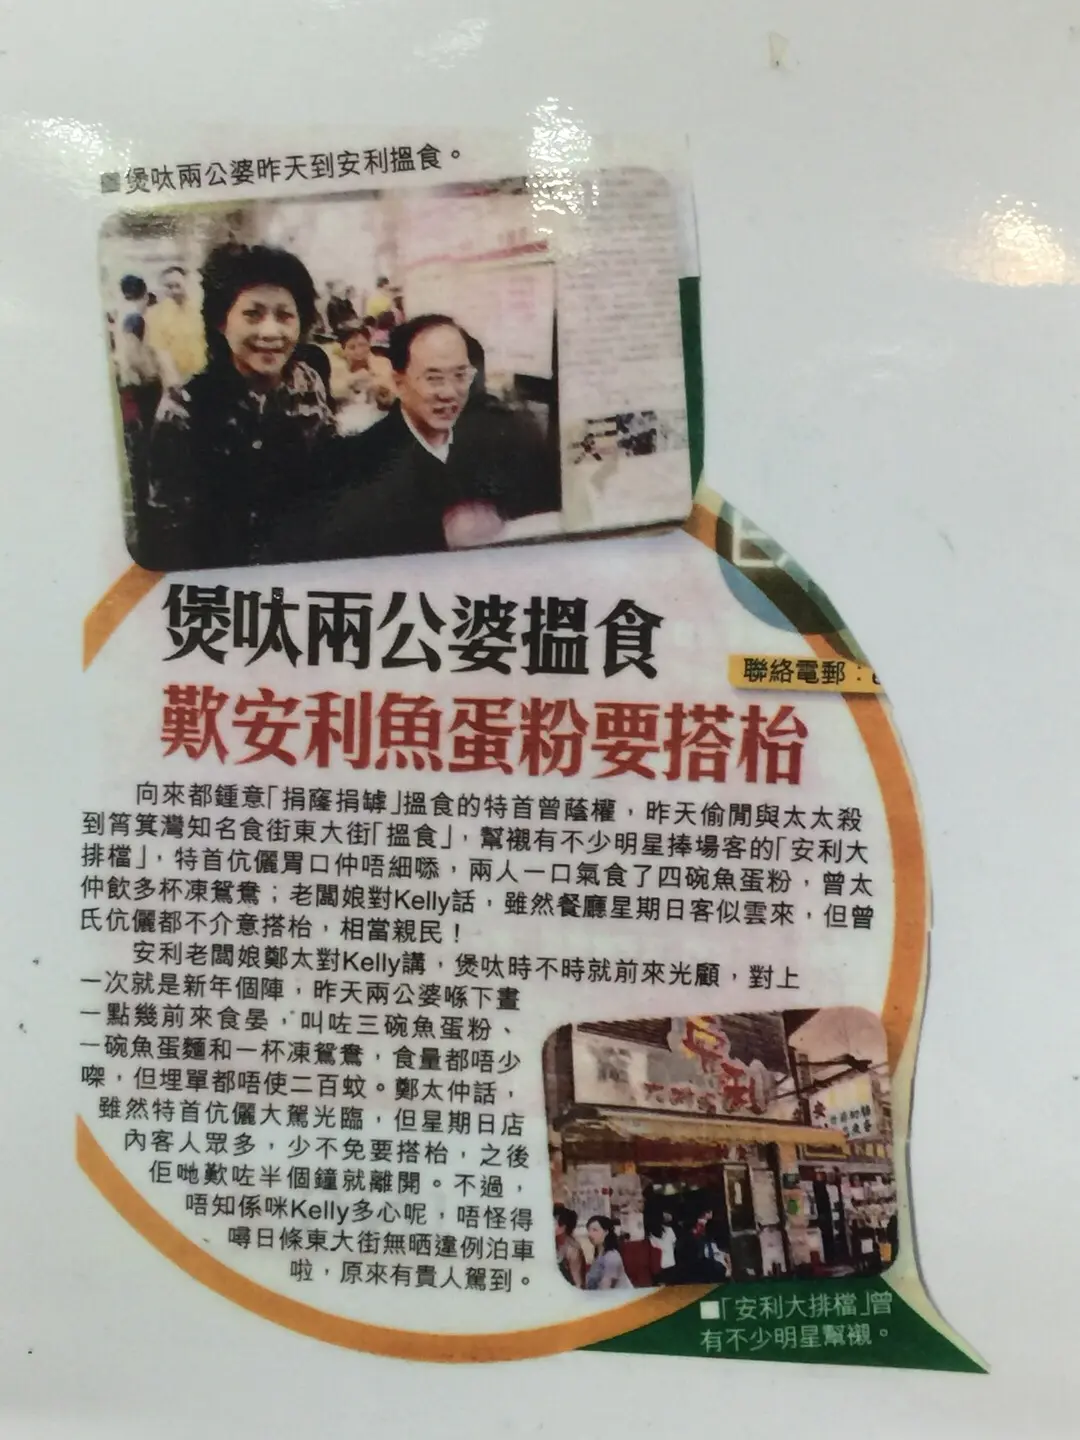 ■煲呔兩公婆昨天到安利搵食。
煲呔兩公婆搵食
歎安利魚蛋粉要搭枱
聯絡電郵：
向來都鍾意「捐窿捐罅」搵食的特首曾蔭權，昨天偷閒與太太殺
到筲箕灣知名食街東大街「搵食」，幫襯有不少明星捧場客的「安利大
排檔」，特首伉儷胃口仲唔細㗎，兩人一口氣食了四碗魚蛋粉，曾太
仲飲多杯凍鴛鴦；老闆娘對Kelly話，雖然餐廳星期日客似雲來，但曾
氏伉儷都不介意搭枱，相當親民！
安利老闆娘鄭太對Kelly講，煲呔時不時就前來光顧，對上
一次就是新年個陣，昨天兩公婆喺下晝
一點幾前來食晏，叫咗三碗魚蛋粉、
一碗魚蛋麵和一杯凍鴛鴦，食量都唔少
㗎，但埋單都唔使二百蚊。鄭太仲話，
雖然特首伉儷大駕光臨，但星期日店
內客人眾多，少不免要搭枱，之後
佢哋歎咗半個鐘就離開。不過，
唔知係咪Kelly多心呢，唔怪得
嗰日條東大街無晒違例泊車
啦，原來有貴人駕到。
■「安利大排檔」曾
有不少明星幫襯。